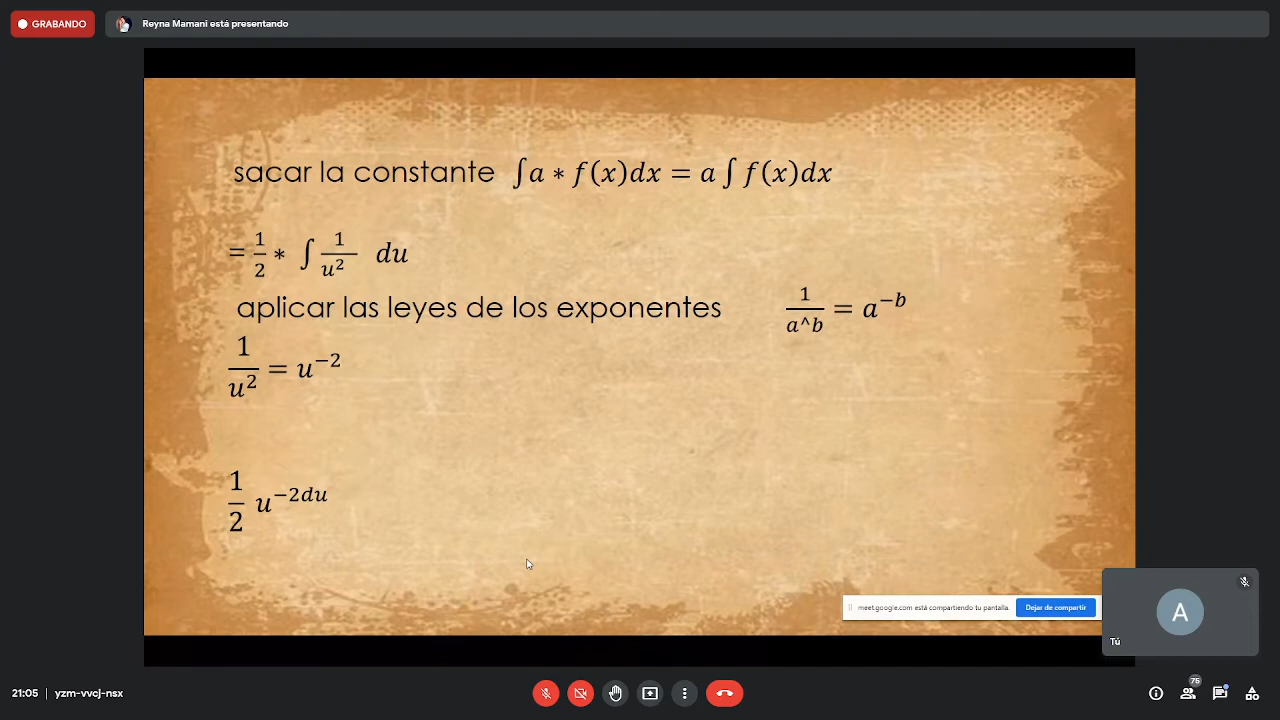 GRABANDO
Reyna Mamani está presentando
sacar la constante ∫a ∗ f(x)dx = a ∫ f(x)dx
= 1/2 ∗ ∫ 1/u² du
aplicar las leyes de los exponentes 1/a^b = a⁻ᵇ
1/u² = u⁻²
1/2 u^−2du
meet.google.com está compartiendo tu pantalla.
Dejar de compartir
A
Tú
21:05 | yzm-vvcj-nsx
75